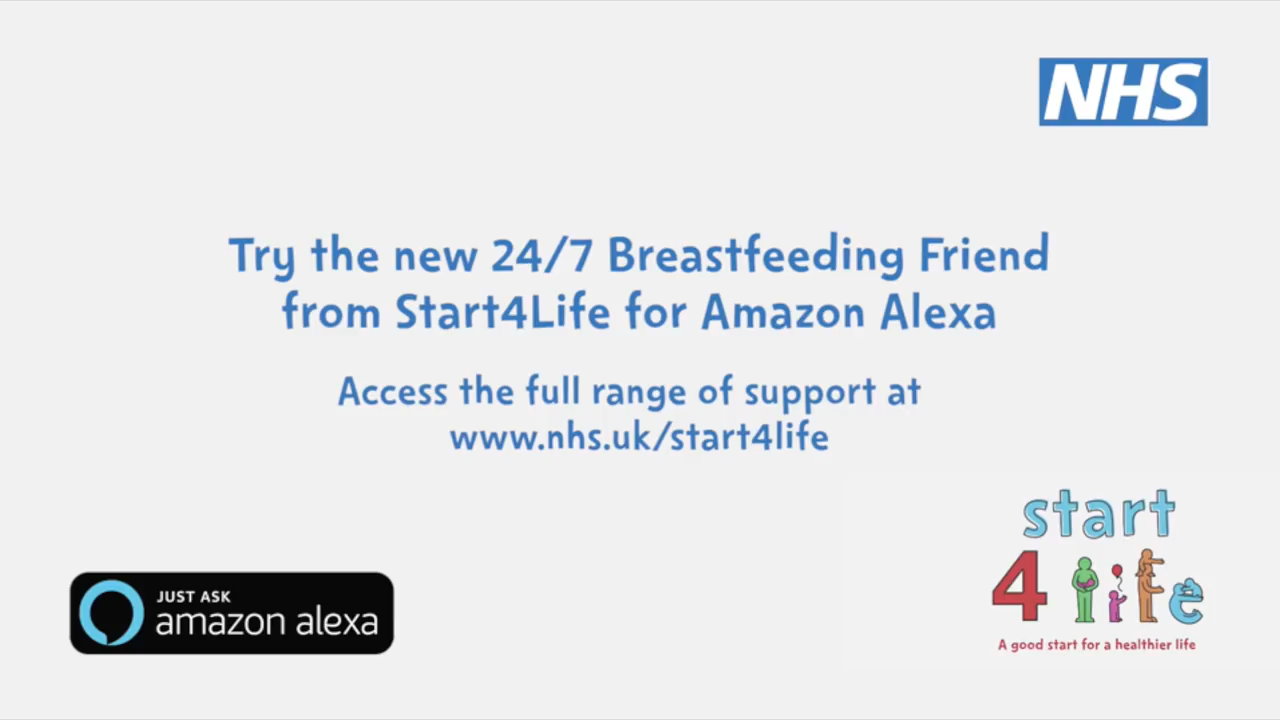 NHS
Try the new 24/7 Breastfeeding Friend
from Start4Life for Amazon Alexa
Access the full range of support at
www.nhs.uk/start4life
start
4 life
A good start for a healthier life
JUST ASK
amazon alexa